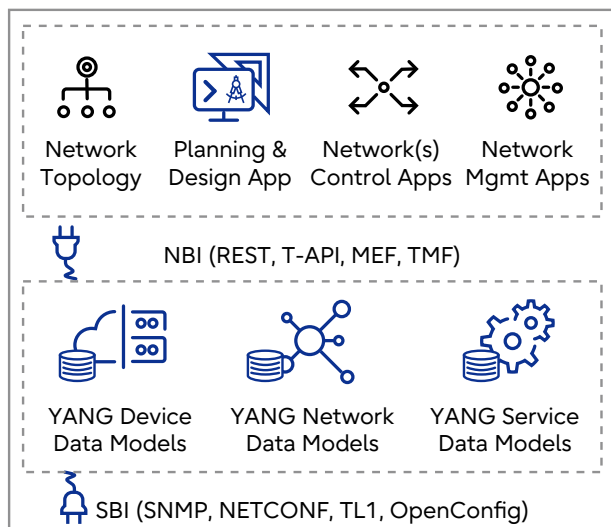 Network Topology
Planning & Design App
Network(s) Control Apps
Network Mgmt Apps
NBI (REST, T-API, MEF, TMF)
YANG Device Data Models
YANG Network Data Models
YANG Service Data Models
SBI (SNMP, NETCONF, TL1, OpenConfig)